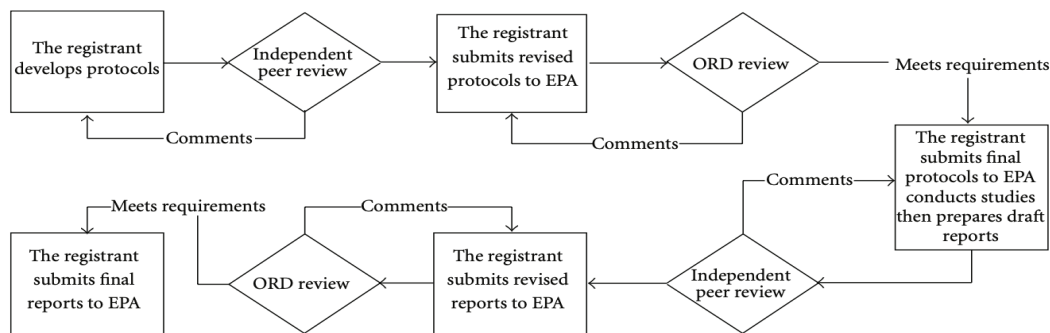 The registrant
develops protocols
Independent
peer review
The registrant
submits revised
protocols to EPA
ORD review
Meets requirements
Comments
Comments
The registrant
submits final
protocols to EPA
conducts studies
then prepares draft
reports
Comments
Independent
peer review
Comments
The registrant
submits revised
reports to EPA
ORD review
Meets requirements
The registrant
submits final
reports to EPA